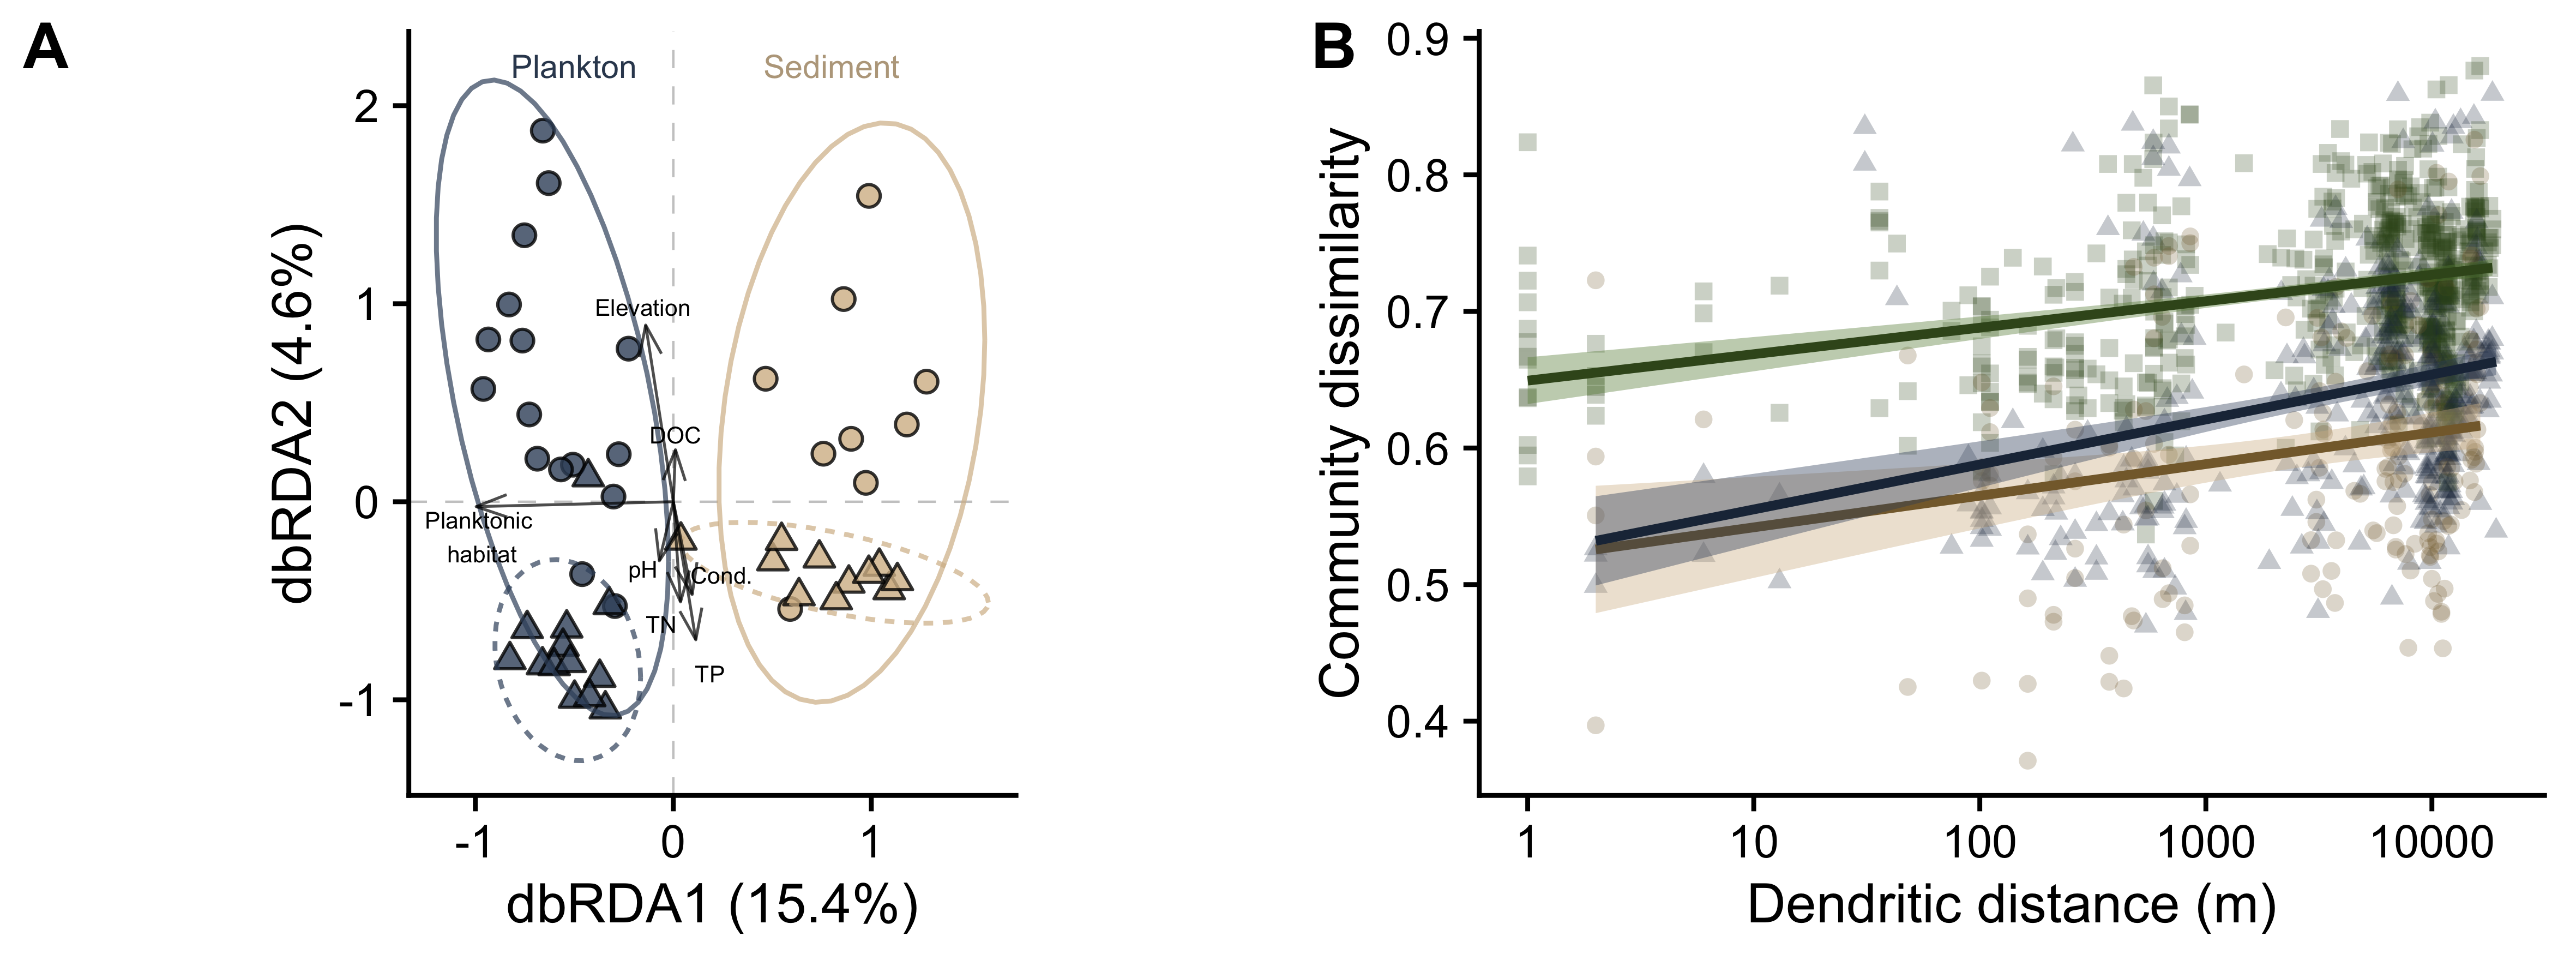 A
Plankton
Sediment
2
1
0
-1
dbRDA2 (4.6%)
Elevation
DOC
Planktonic
habitat
pH
Cond.
TN
TP
-1
0
1
dbRDA1 (15.4%)
B
0.9
0.8
0.7
0.6
0.5
0.4
Community dissimilarity
1
10
100
1000
10000
Dendritic distance (m)